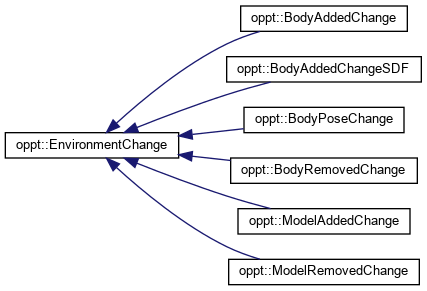 oppt::BodyAddedChange
oppt::BodyAddedChangeSDF
oppt::BodyPoseChange
oppt::EnvironmentChange
oppt::BodyRemovedChange
oppt::ModelAddedChange
oppt::ModelRemovedChange